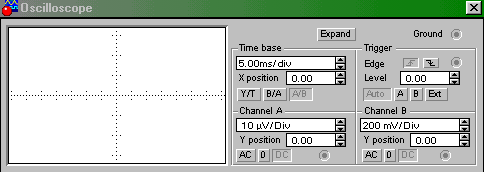 Oscilloscope
Expand Ground
Time base Trigger
5.00ms/div Edge
X position 0.00 Level 0.00
Y/T B/A A/B Auto A B Ext
Channel A Channel B
10 µV/Div 200 mV/Div
Y position 0.00 Y position 0.00
AC 0 DC AC 0 DC